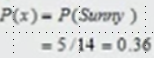 P(x) = P(Sunny )
= 5/14 = 0.36